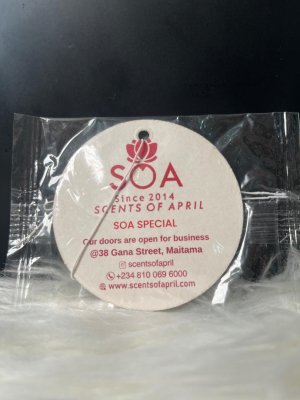 SOA
Since 2014
SCENTS OF APRIL
SOA SPECIAL
Our doors are open for business
@38 Gana Street, Maitama
scentsofapril
+234 810 069 6000
www.scentsofapril.com